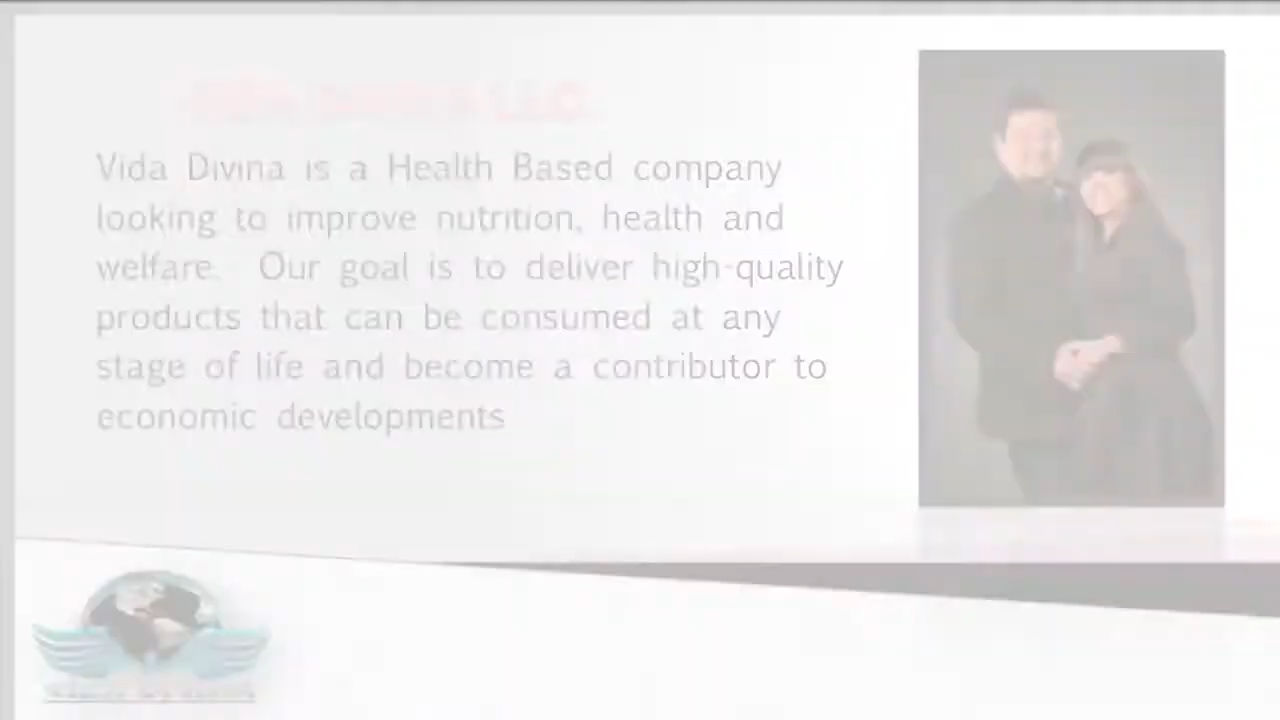 Vida Divina is a Health Based company
looking to improve nutrition, health and
welfare. Our goal is to deliver high-quality
products that can be consumed at any
stage of life and become a contributor to
economic developments